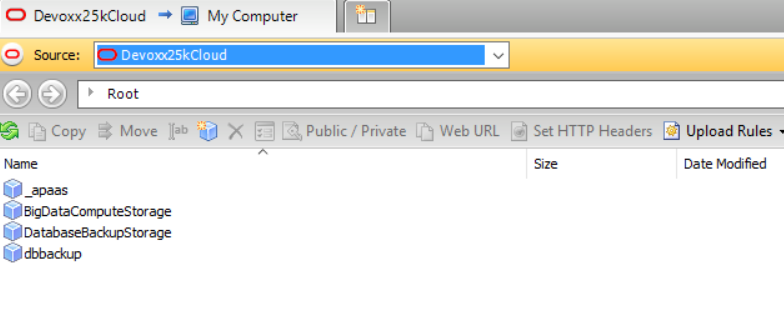 Devoxx25kCloud → My Computer
Source: Devoxx25kCloud
Root
Copy Move ab Public / Private Web URL Set HTTP Headers Upload Rules
Name Size Date Modified
_apaas
BigDataComputeStorage
DatabaseBackupStorage
dbbackup